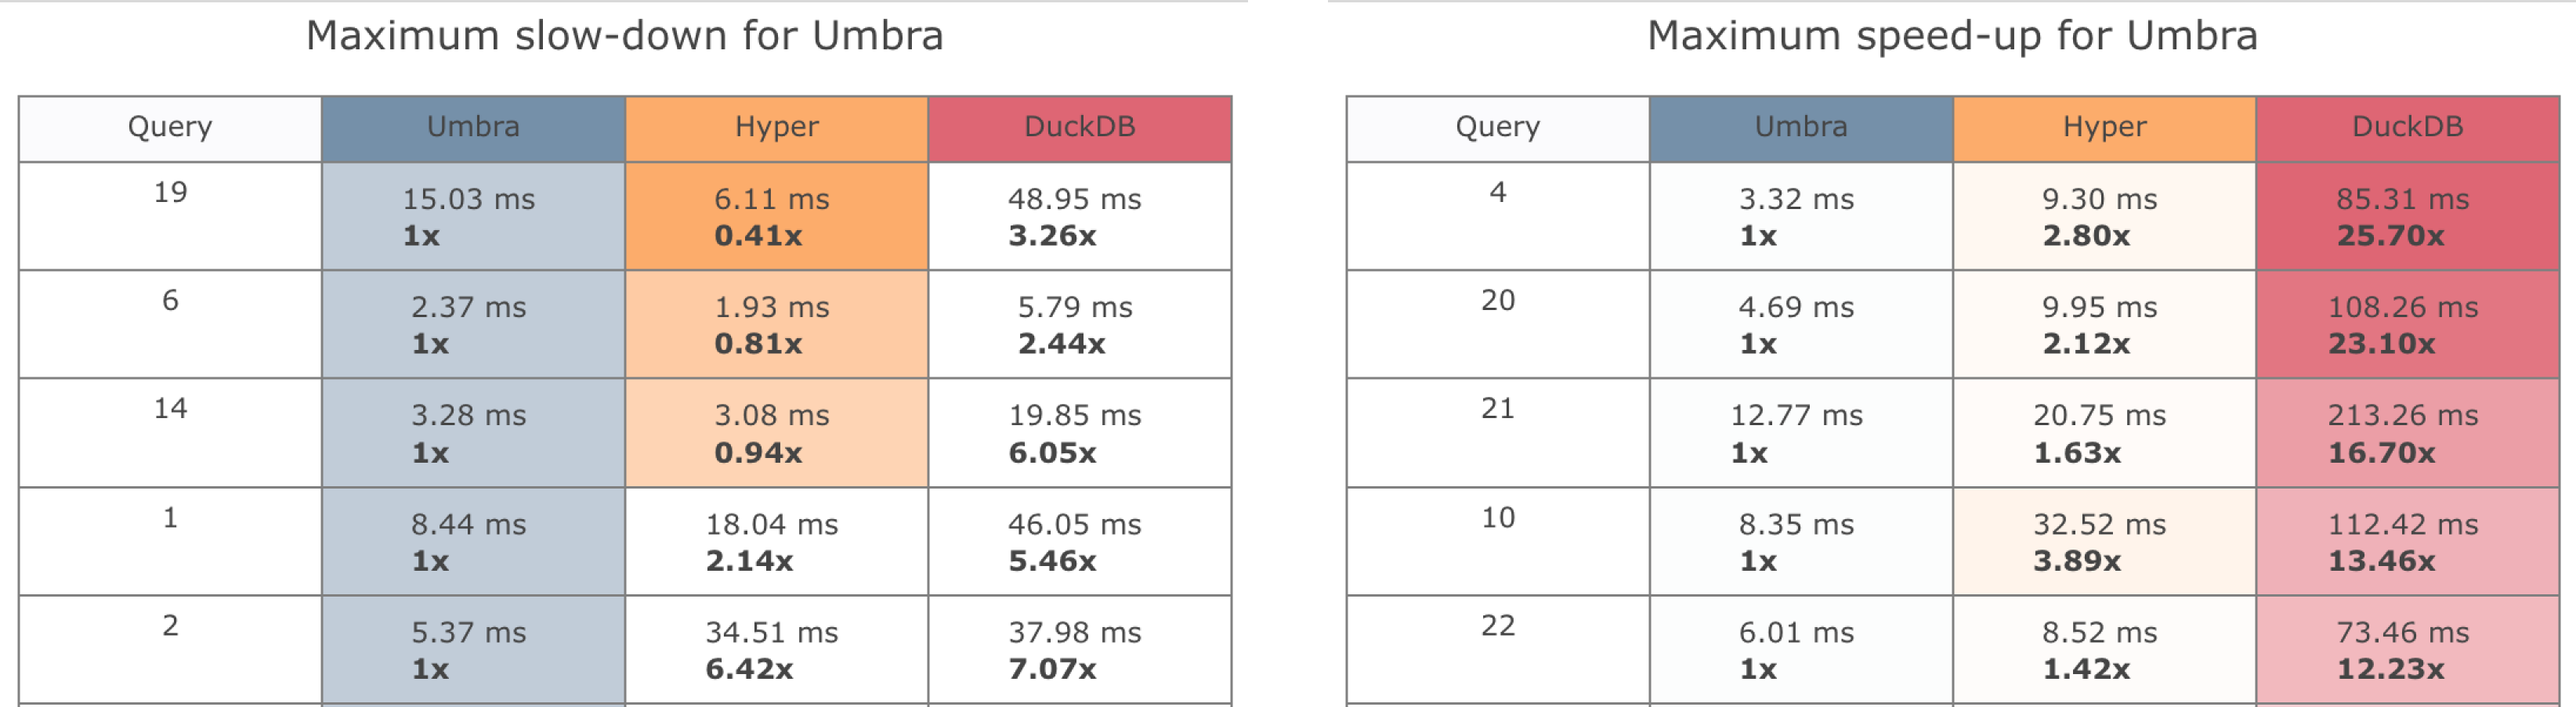 Maximum slow-down for Umbra
Query Umbra Hyper DuckDB
19 15.03 ms 6.11 ms 48.95 ms
1x 0.41x 3.26x
6 2.37 ms 1.93 ms 5.79 ms
1x 0.81x 2.44x
14 3.28 ms 3.08 ms 19.85 ms
1x 0.94x 6.05x
1 8.44 ms 18.04 ms 46.05 ms
1x 2.14x 5.46x
2 5.37 ms 34.51 ms 37.98 ms
1x 6.42x 7.07x
Maximum speed-up for Umbra
Query Umbra Hyper DuckDB
4 3.32 ms 9.30 ms 85.31 ms
1x 2.80x 25.70x
20 4.69 ms 9.95 ms 108.26 ms
1x 2.12x 23.10x
21 12.77 ms 20.75 ms 213.26 ms
1x 1.63x 16.70x
10 8.35 ms 32.52 ms 112.42 ms
1x 3.89x 13.46x
22 6.01 ms 8.52 ms 73.46 ms
1x 1.42x 12.23x